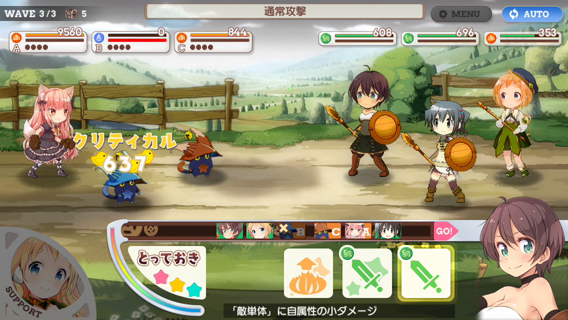 WAVE 3/3 5
通常攻撃
MENU
AUTO
9560
0
844
608
696
353
A
B
C
クリティカル
637
B C A GO!
とっておき
SUPPORT
「敵単体」に自属性の小ダメージ